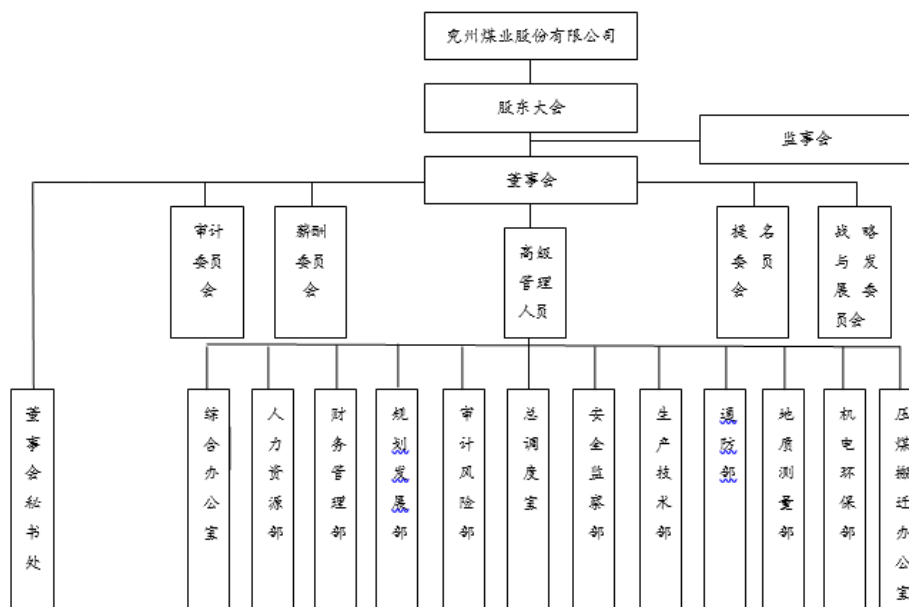 兖州煤业股份有限公司
股东大会
监事会
董事会
审计
委员
会
薪酬
委员
会
高级
管理
人员
提名
委员
会
战略
与发
展委
员会
董事会秘书处
综合办公室
人力资源部
财务管理部
规划发展部
审计风险部
总调度室
安全监察部
生产技术部
通防部
地质测量部
机电环保部
压煤搬迁办公室